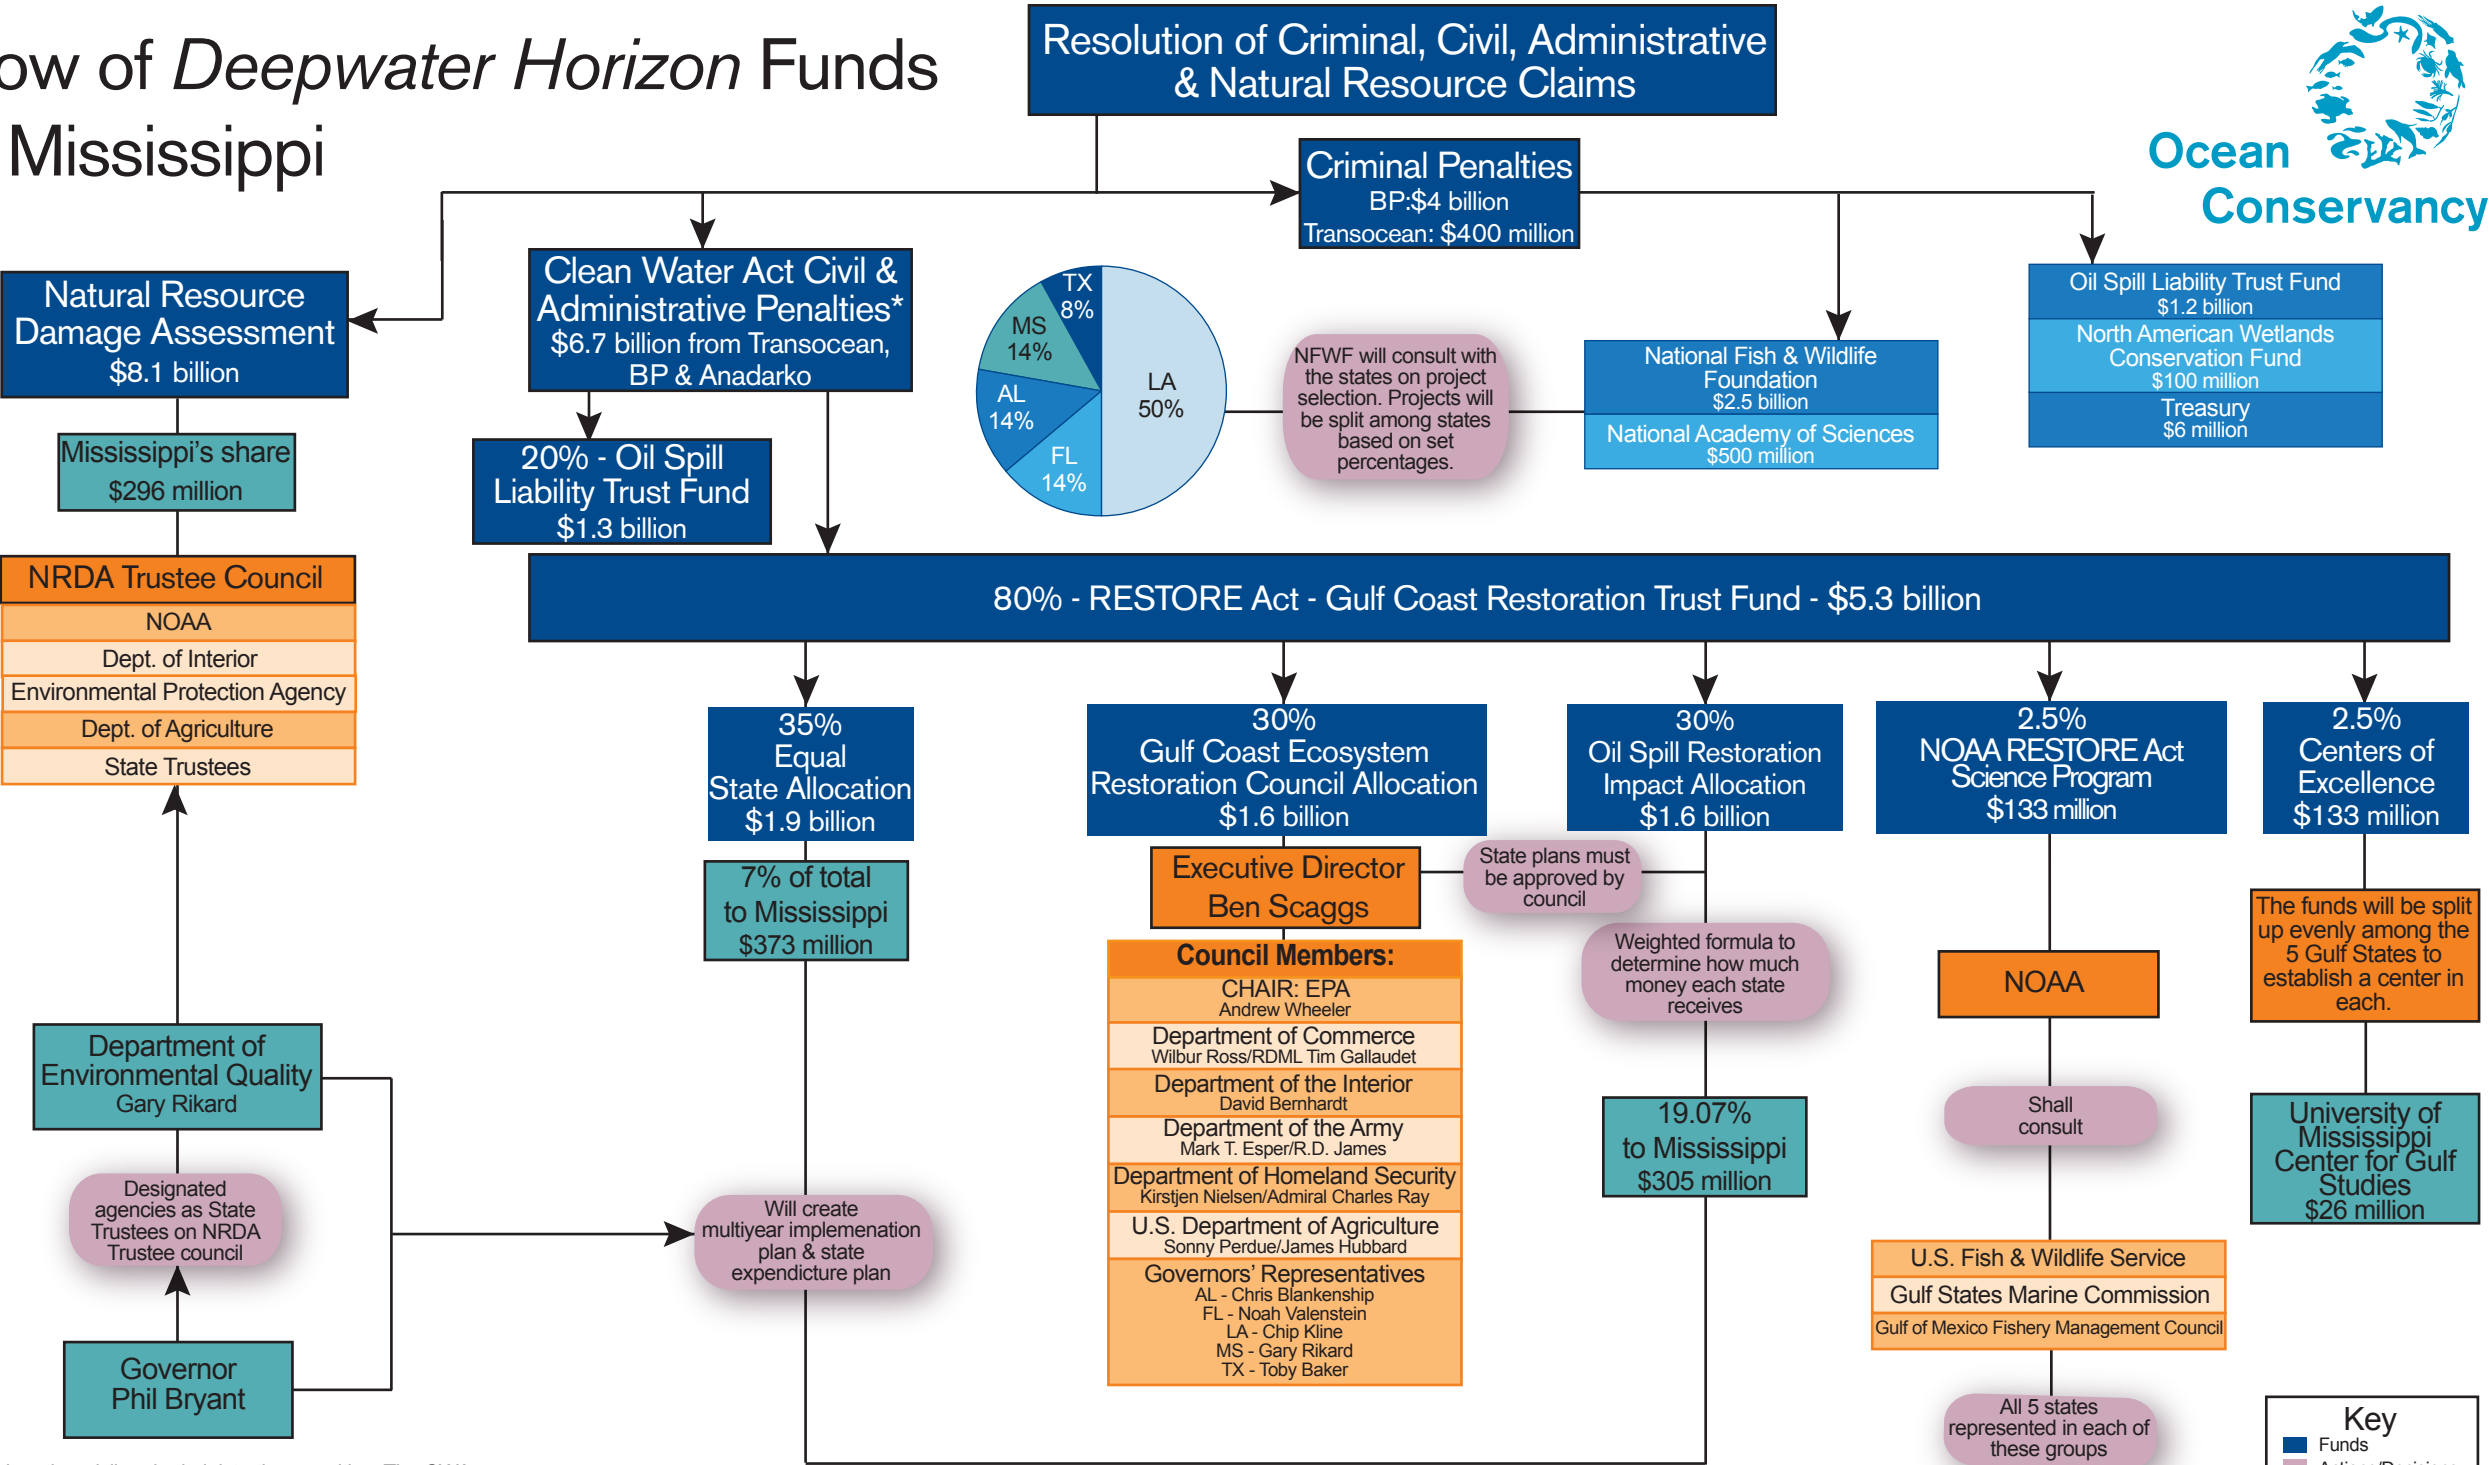 ow of Deepwater Horizon Funds
Mississippi
Resolution of Criminal, Civil, Administrative
& Natural Resource Claims
Ocean
Conservancy
Criminal Penalties
BP:$4 billion
Transocean: $400 million
Natural Resource
Damage Assessment
$8.1 billion
Clean Water Act Civil &
Administrative Penalties*
$6.7 billion from Transocean,
BP & Anadarko
TX
8%
MS
14%
AL
14%
FL
14%
LA
50%
NFWF will consult with
the states on project
selection. Projects will
be split among states
based on set
percentages.
National Fish & Wildlife
Foundation
$2.5 billion
National Academy of Sciences
$500 million
Oil Spill Liability Trust Fund
$1.2 billion
North American Wetlands
Conservation Fund
$100 million
Treasury
$6 million
Mississippi's share
$296 million
20% - Oil Spill
Liability Trust Fund
$1.3 billion
80% - RESTORE Act - Gulf Coast Restoration Trust Fund - $5.3 billion
NRDA Trustee Council
NOAA
Dept. of Interior
Environmental Protection Agency
Dept. of Agriculture
State Trustees
35%
Equal
State Allocation
$1.9 billion
30%
Gulf Coast Ecosystem
Restoration Council Allocation
$1.6 billion
30%
Oil Spill Restoration
Impact Allocation
$1.6 billion
2.5%
NOAA RESTORE Act
Science Program
$133 million
2.5%
Centers of
Excellence
$133 million
7% of total
to Mississippi
$373 million
Executive Director
Ben Scaggs
State plans must
be approved by
council
Weighted formula to
determine how much
money each state
receives
Council Members:
CHAIR: EPA
Andrew Wheeler
Department of Commerce
Wilbur Ross/RDML Tim Gallaudet
Department of the Interior
David Bernhardt
Department of the Army
Mark T. Esper/R.D. James
Department of Homeland Security
Kirstjen Nielsen/Admiral Charles Ray
U.S. Department of Agriculture
Sonny Perdue/James Hubbard
Governors' Representatives
AL - Chris Blankenship
FL - Noah Valenstein
LA - Chip Kline
MS - Gary Rikard
TX - Toby Baker
19.07%
to Mississippi
$305 million
NOAA
Shall
consult
U.S. Fish & Wildlife Service
Gulf States Marine Commission
Gulf of Mexico Fishery Management Council
All 5 states
represented in each of
these groups
The funds will be split
up evenly among the
5 Gulf States to
establish a center in
each.
University of
Mississippi
Center for Gulf
Studies
$26 million
Department of
Environmental Quality
Gary Rikard
Designated
agencies as State
Trustees on NRDA
Trustee council
Governor
Phil Bryant
Will create
multiyear implemenation
plan & state
expendicture plan
Key
Funds